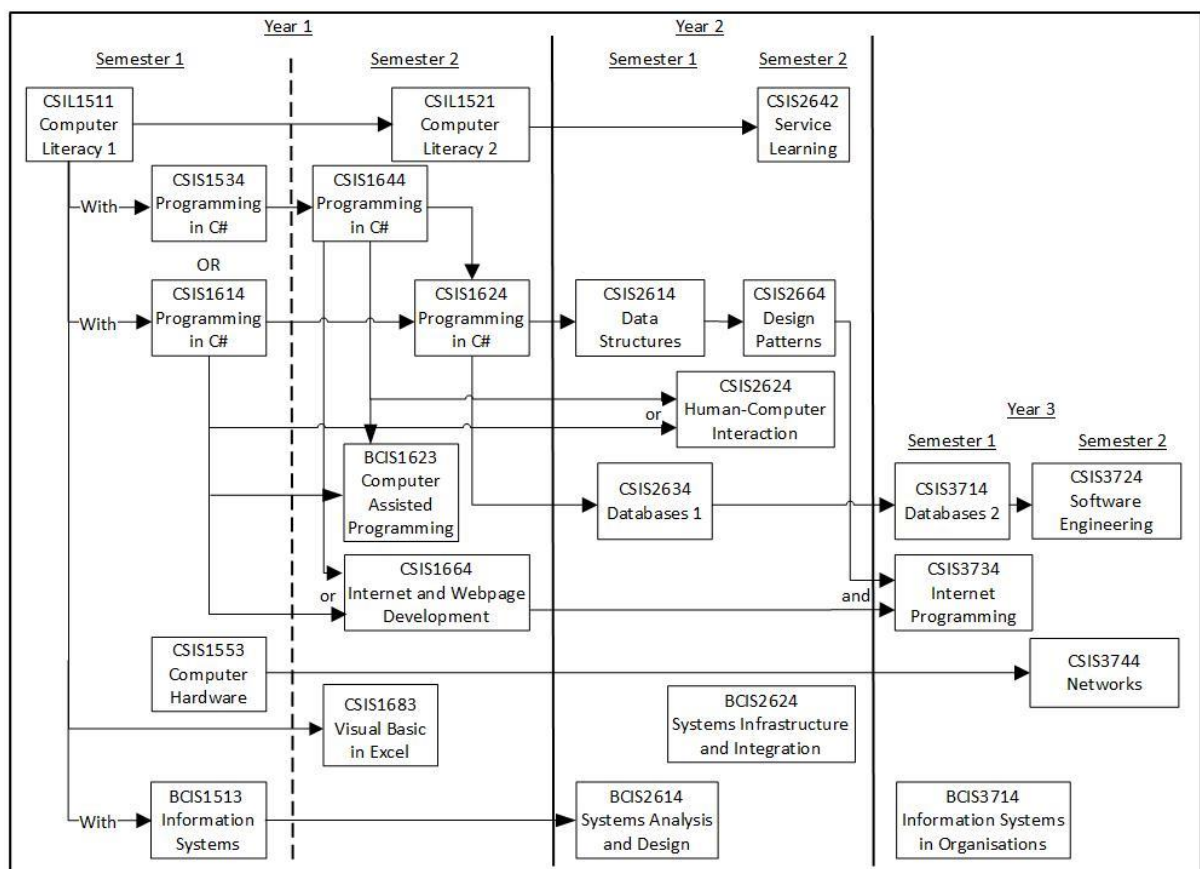 Year 1
Year 2
Semester 1
Semester 2
Semester 1
Semester 2
CSIL1511
Computer
Literacy 1
CSIL1521
Computer
Literacy 2
CSIS2642
Service
Learning
With
CSIS1534
Programming
in C#
CSIS1644
Programming
in C#
OR
With
CSIS1614
Programming
in C#
CSIS1624
Programming
in C#
CSIS2614
Data
Structures
CSIS2664
Design
Patterns
or
CSIS2624
Human-Computer
Interaction
Year 3
Semester 1
Semester 2
BCIS1623
Computer
Assisted
Programming
CSIS2634
Databases 1
CSIS3714
Databases 2
CSIS3724
Software
Engineering
or
CSIS1664
Internet and Webpage
Development
and
CSIS3734
Internet
Programming
CSIS1553
Computer
Hardware
CSIS3744
Networks
CSIS1683
Visual Basic
in Excel
BCIS2624
Systems Infrastructure
and Integration
With
BCIS1513
Information
Systems
BCIS2614
Systems Analysis
and Design
BCIS3714
Information Systems
in Organisations